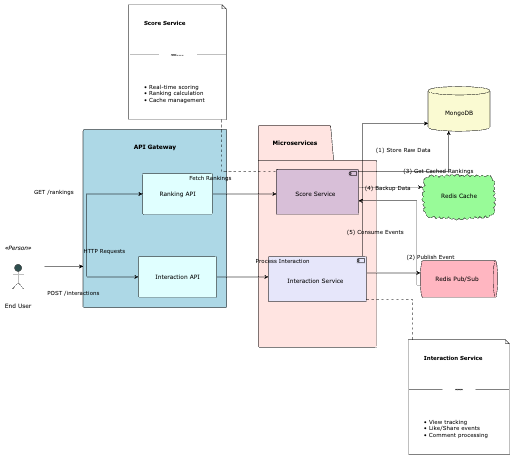 Score Service
• Real-time scoring
• Ranking calculation
• Cache management
API Gateway
Microservices
MongoDB
(1) Store Raw Data
Fetch Rankings
(3) Get Cached Rankings
GET /rankings
Ranking API
Score Service
(4) Backup Data
Redis Cache
(5) Consume Events
«Person»
HTTP Requests
Process Interaction
(2) Publish Event
End User
POST /interactions
Interaction API
Interaction Service
Redis Pub/Sub
Interaction Service
• View tracking
• Like/Share events
• Comment processing